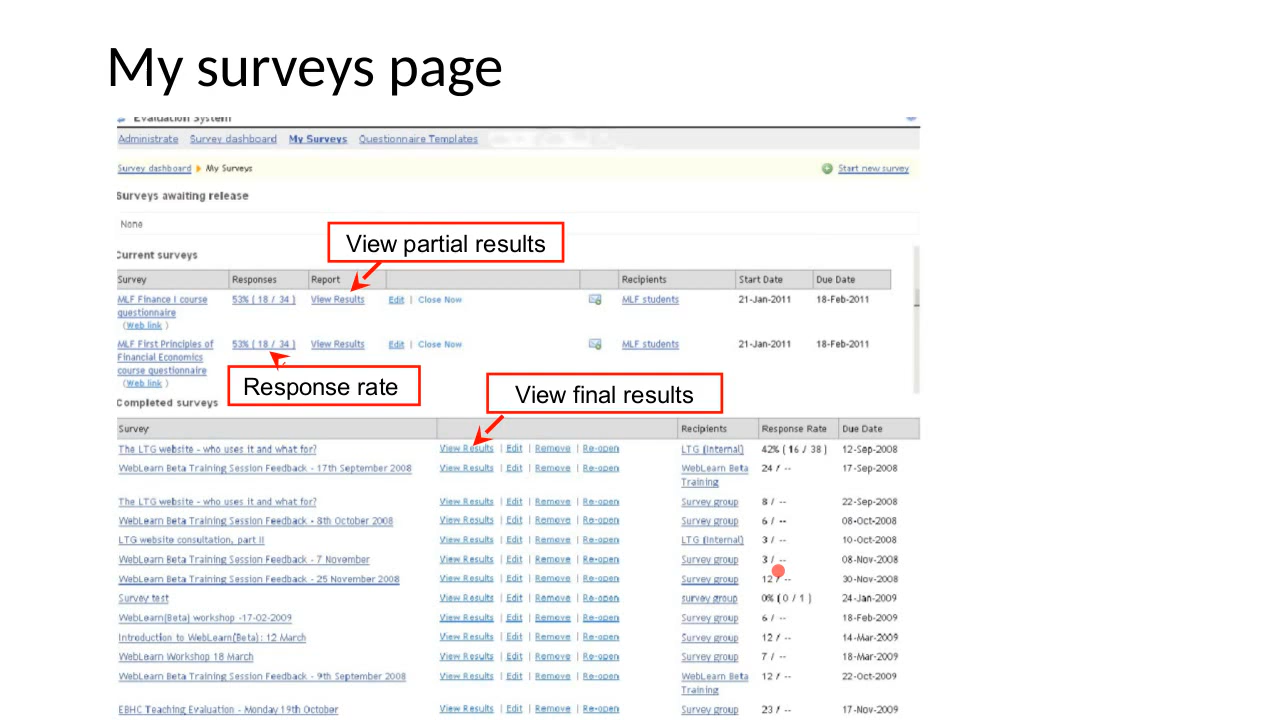 My surveys page
Evaluation System
Administrate Survey dashboard My Surveys Questionnaire Templates
Survey dashboard My Surveys Start new survey
Surveys awaiting release
None
View partial results
Current surveys
Survey Responses Report Recipients Start Date Due Date
MLF Finance I course 53% ( 18 / 34 ) View Results Edit | Close Now MLF students 21-Jan-2011 18-Feb-2011
questionnaire
(Web link )
MLF First Principles of 53% ( 18 / 34 ) View Results Edit | Close Now MLF students 21-Jan-2011 18-Feb-2011
Financial Economics
course questionnaire
(Web link )
Response rate
View final results
Completed surveys
Survey Recipients Response Rate Due Date
The LTG website - who uses it and what for? View Results | Edit | Remove | Re-open LTG (Internal) 42% ( 16 / 38 ) 12-Sep-2008
WebLearn Beta Training Session Feedback - 17th September 2008 View Results | Edit | Remove | Re-open WebLearn Beta 24 / -- 17-Sep-2008
Training
The LTG website - who uses it and what for? View Results | Edit | Remove | Re-open Survey group 8 / -- 22-Sep-2008
WebLearn Beta Training Session Feedback - 8th October 2008 View Results | Edit | Remove | Re-open Survey group 6 / -- 08-Oct-2008
LTG website consultation, part II View Results | Edit | Remove | Re-open LTG (Internal) 3 / -- 10-Oct-2008
WebLearn Beta Training Session Feedback - 7 November View Results | Edit | Remove | Re-open Survey group 3 / -- 08-Nov-2008
WebLearn Beta Training Session Feedback - 25 November 2008 View Results | Edit | Remove | Re-open Survey group 12 / -- 30-Nov-2008
Survey test View Results | Edit | Remove | Re-open survey group 0% ( 0 / 1 ) 24-Jan-2009
WebLearn(Beta) workshop -17-02-2009 View Results | Edit | Remove | Re-open Survey group 6 / -- 18-Feb-2009
Introduction to WebLearn(Beta): 12 March View Results | Edit | Remove | Re-open Survey group 12 / -- 14-Mar-2009
WebLearn Workshop 18 March View Results | Edit | Remove | Re-open Survey group 7 / -- 18-Mar-2009
WebLearn Beta Training Session Feedback - 9th September 2008 View Results | Edit | Remove | Re-open WebLearn Beta 12 / -- 22-Oct-2009
Training
EBHC Teaching Evaluation - Monday 19th October View Results | Edit | Remove | Re-open Survey group 23 / -- 17-Nov-2009